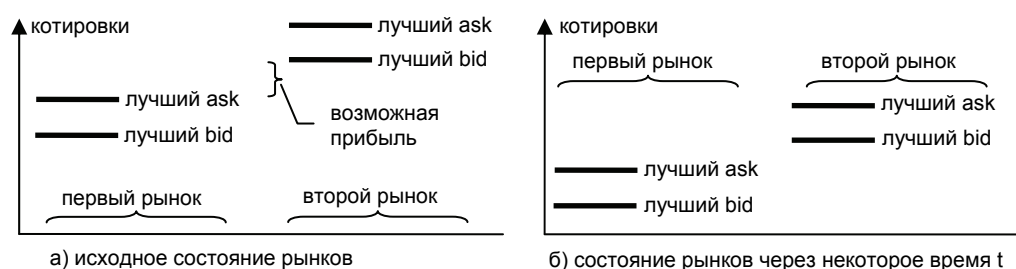 котировки
лучший ask
лучший bid
лучший ask
лучший bid
возможная
прибыль
первый рынок
второй рынок
а) исходное состояние рынков
котировки
первый рынок
второй рынок
лучший ask
лучший bid
лучший ask
лучший bid
б) состояние рынков через некоторое время t